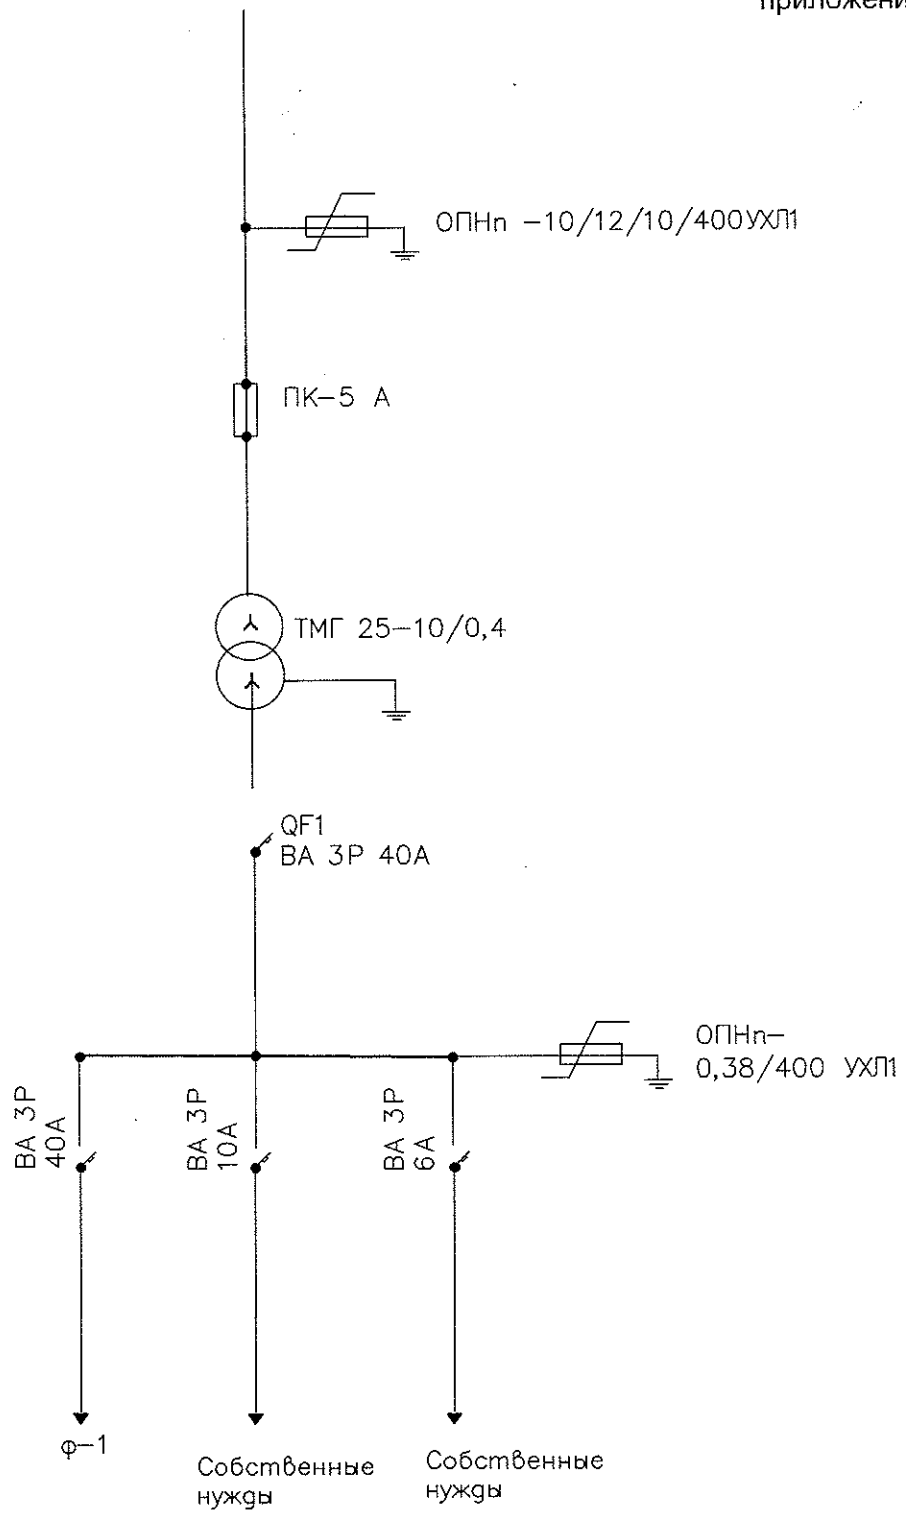 приложени
ОПНп -10/12/10/400УХЛ1
ПК-5 А
ТМГ 25-10/0,4
QF1
ВА 3Р 40А
ОПНп-
0,38/400 УХЛ1
ВА 3Р
40А
ВА 3Р
10А
ВА 3Р
6А
ф-1
Собственные
нужды
Собственные
нужды